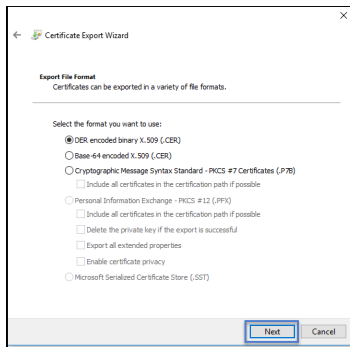 Certificate Export Wizard
Export File Format
Certificates can be exported in a variety of file formats.
Select the format you want to use:
DER encoded binary X.509 (.CER)
Base-64 encoded X.509 (.CER)
Cryptographic Message Syntax Standard - PKCS #7 Certificates (.P7B)
Include all certificates in the certification path if possible
Personal Information Exchange - PKCS #12 (.PFX)
Include all certificates in the certification path if possible
Delete the private key if the export is successful
Export all extended properties
Enable certificate privacy
Microsoft Serialized Certificate Store (.SST)
Next Cancel